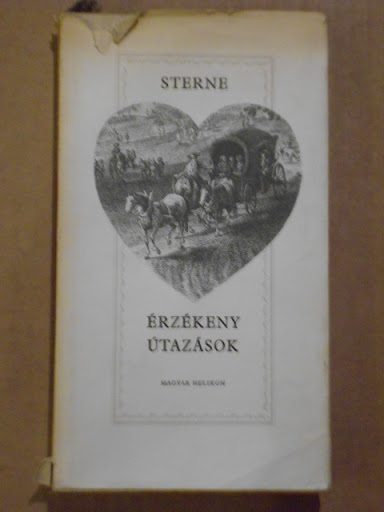 STERNE
ÉRZÉKENY
ÚTAZÁSOK
MAGYAR HELIKON